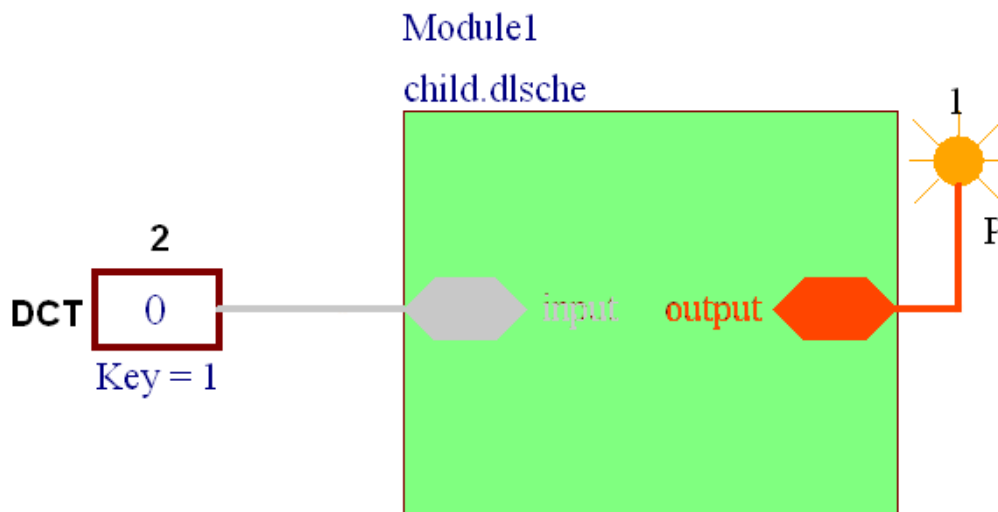 Module1
child.dlsche
1
2
P
DCT 0 input output
Key = 1